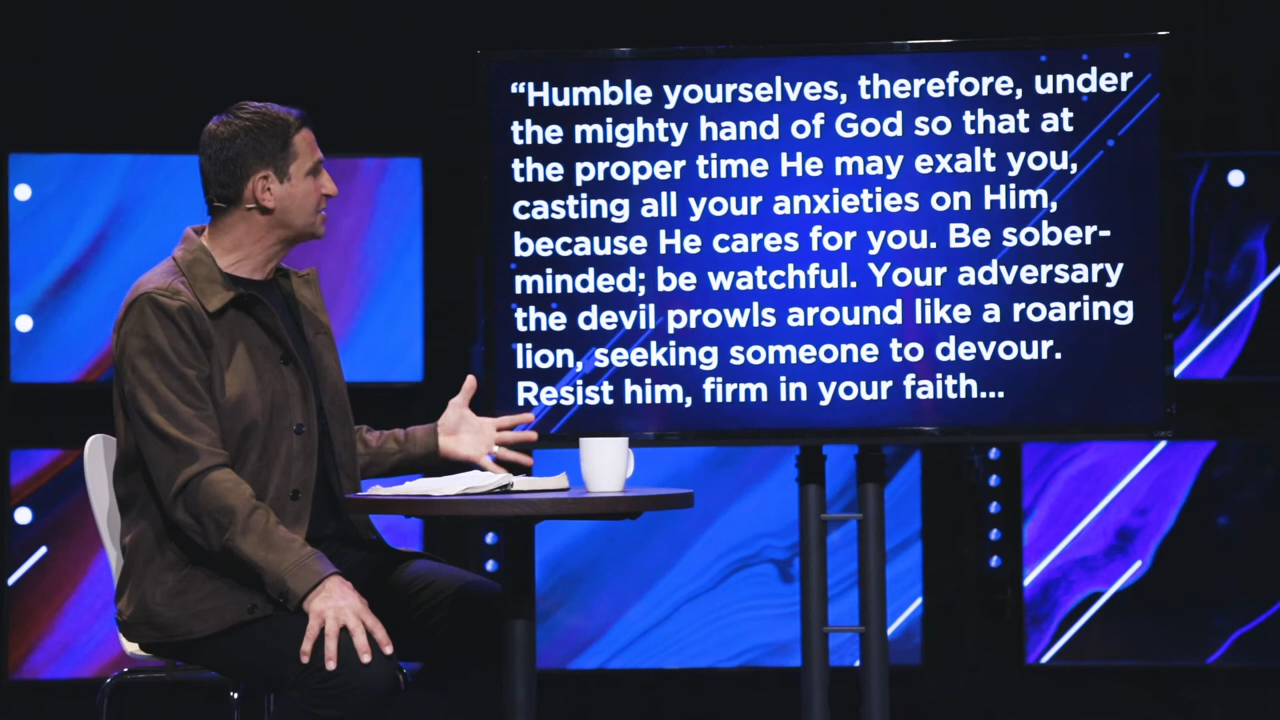 “Humble yourselves, therefore, under
the mighty hand of God so that at
the proper time He may exalt you,
casting all your anxieties on Him,
because He cares for you. Be sober-
minded; be watchful. Your adversary
the devil prowls around like a roaring
lion, seeking someone to devour.
Resist him, firm in your faith...